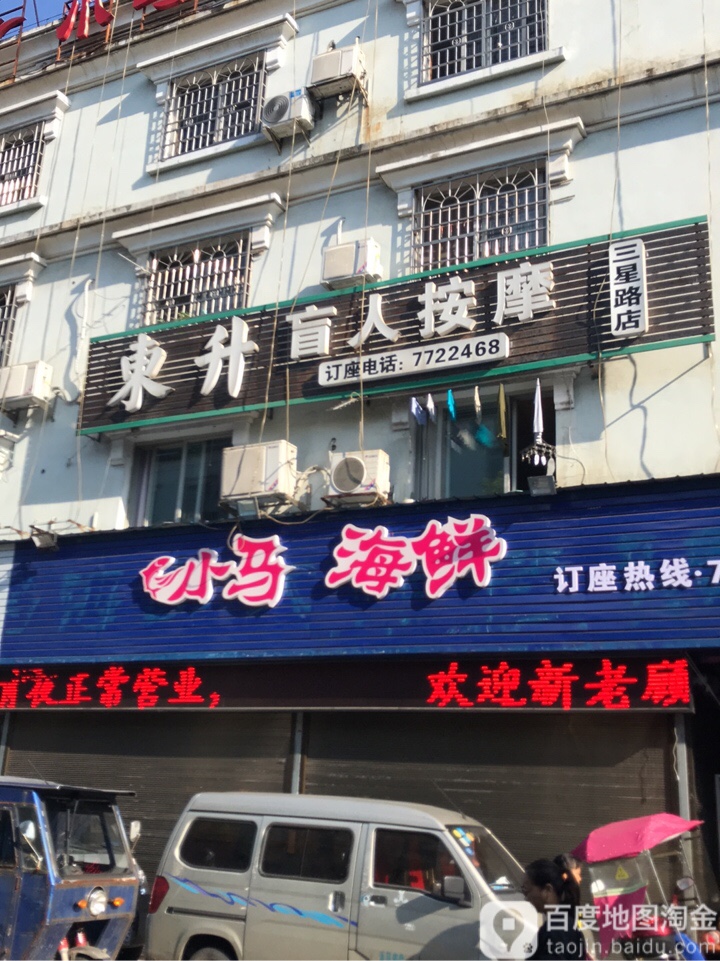 東升盲人按摩
三星路店
订座电话：7722468
小马 海鲜
订座热线·7
夜正常营业，
欢迎新老顾
百度地图淘金
taojin.baidu.com